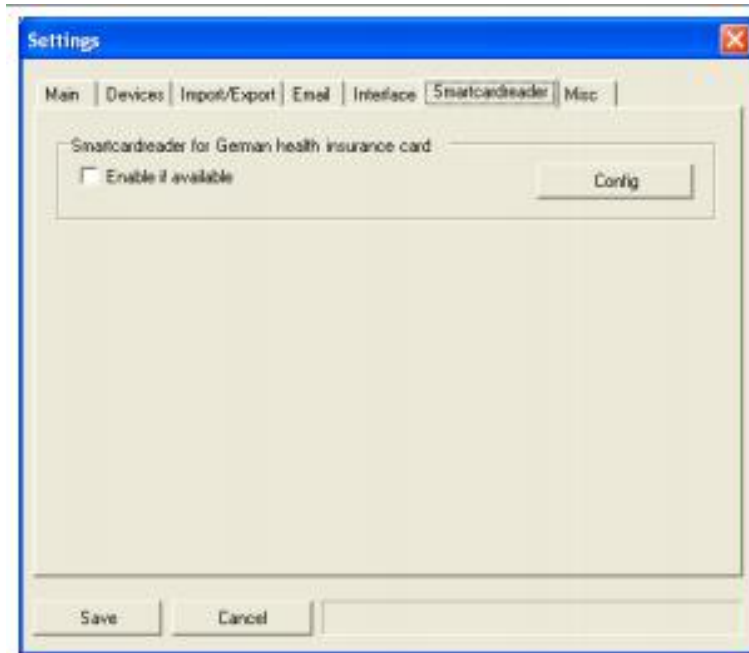 Settings
Main Devices Import/Export Email Interface Smartcardreader Misc
Smartcardreader for German health insurance card
Enable if available Config
Save Cancel